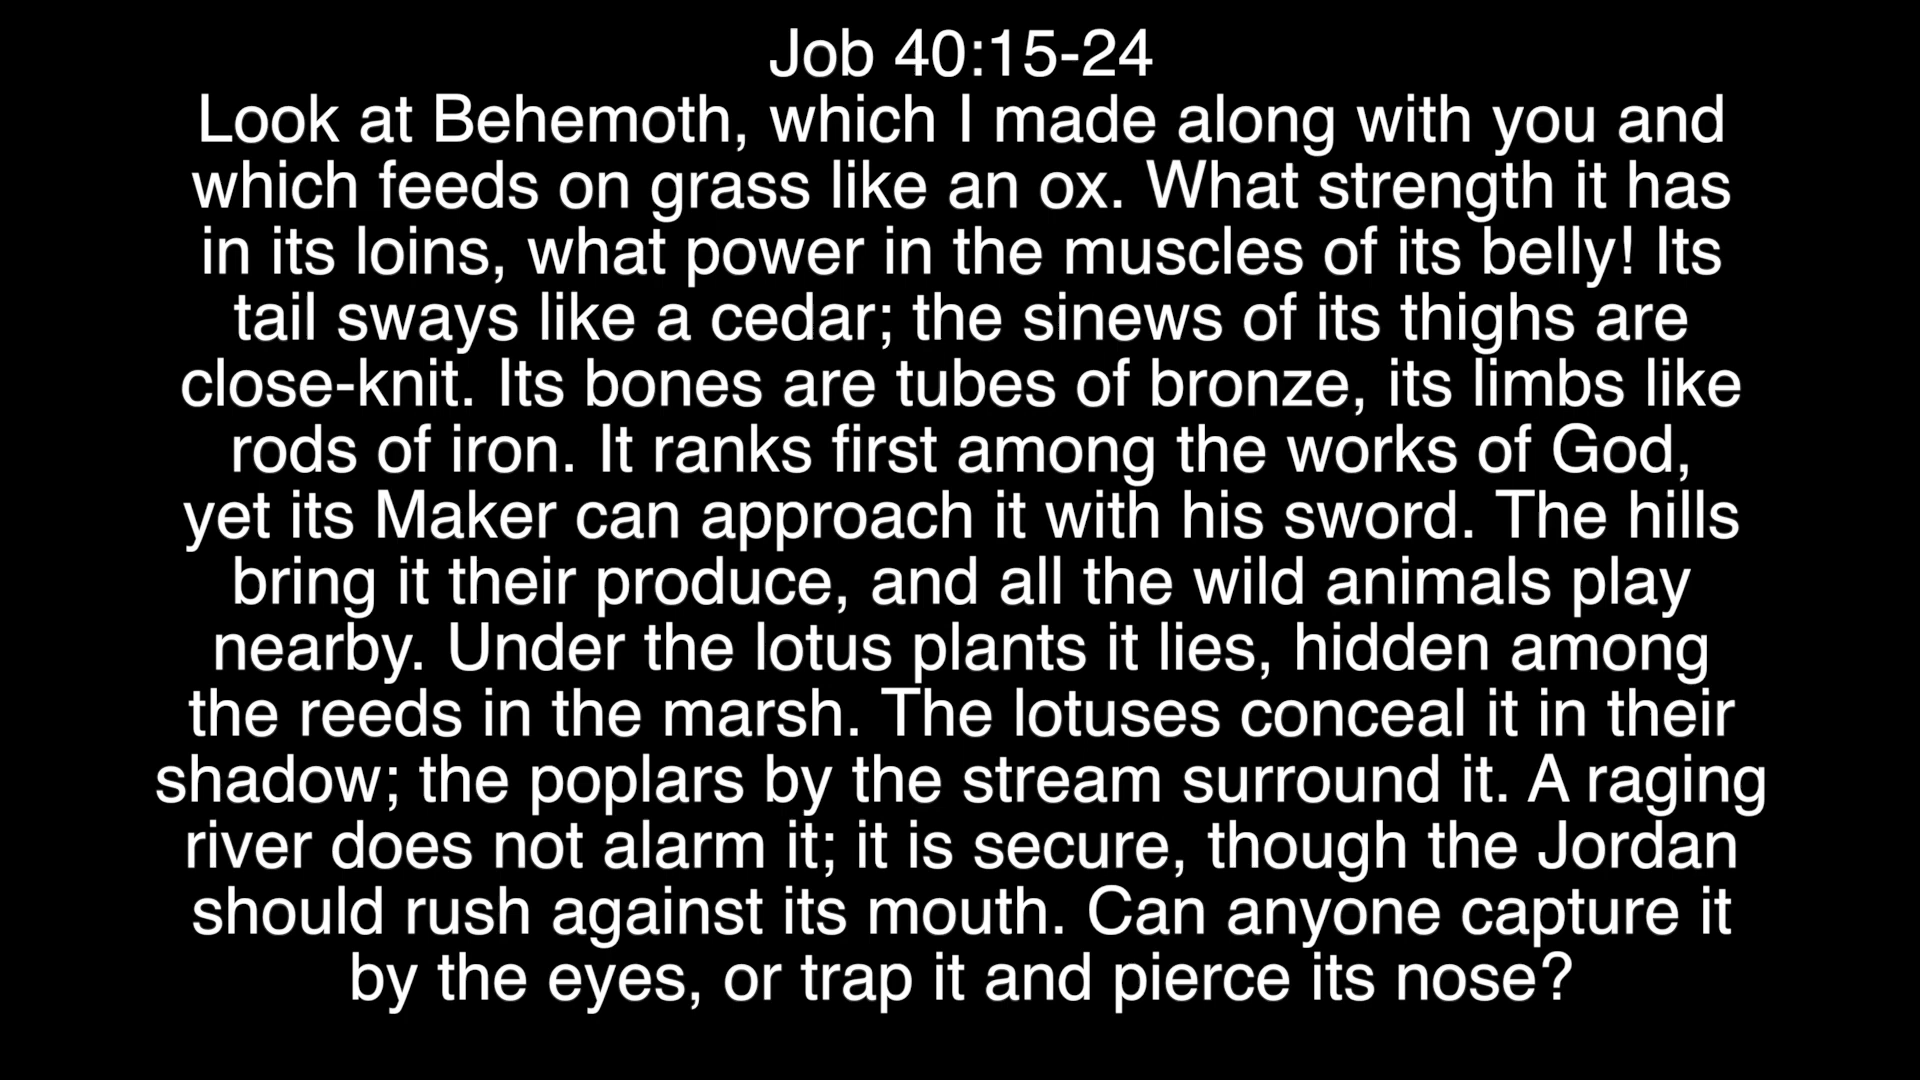 Job 40:15-24
Look at Behemoth, which I made along with you and
which feeds on grass like an ox. What strength it has
in its loins, what power in the muscles of its belly! Its
tail sways like a cedar; the sinews of its thighs are
close-knit. Its bones are tubes of bronze, its limbs like
rods of iron. It ranks first among the works of God,
yet its Maker can approach it with his sword. The hills
bring it their produce, and all the wild animals play
nearby. Under the lotus plants it lies, hidden among
the reeds in the marsh. The lotuses conceal it in their
shadow; the poplars by the stream surround it. A raging
river does not alarm it; it is secure, though the Jordan
should rush against its mouth. Can anyone capture it
by the eyes, or trap it and pierce its nose?